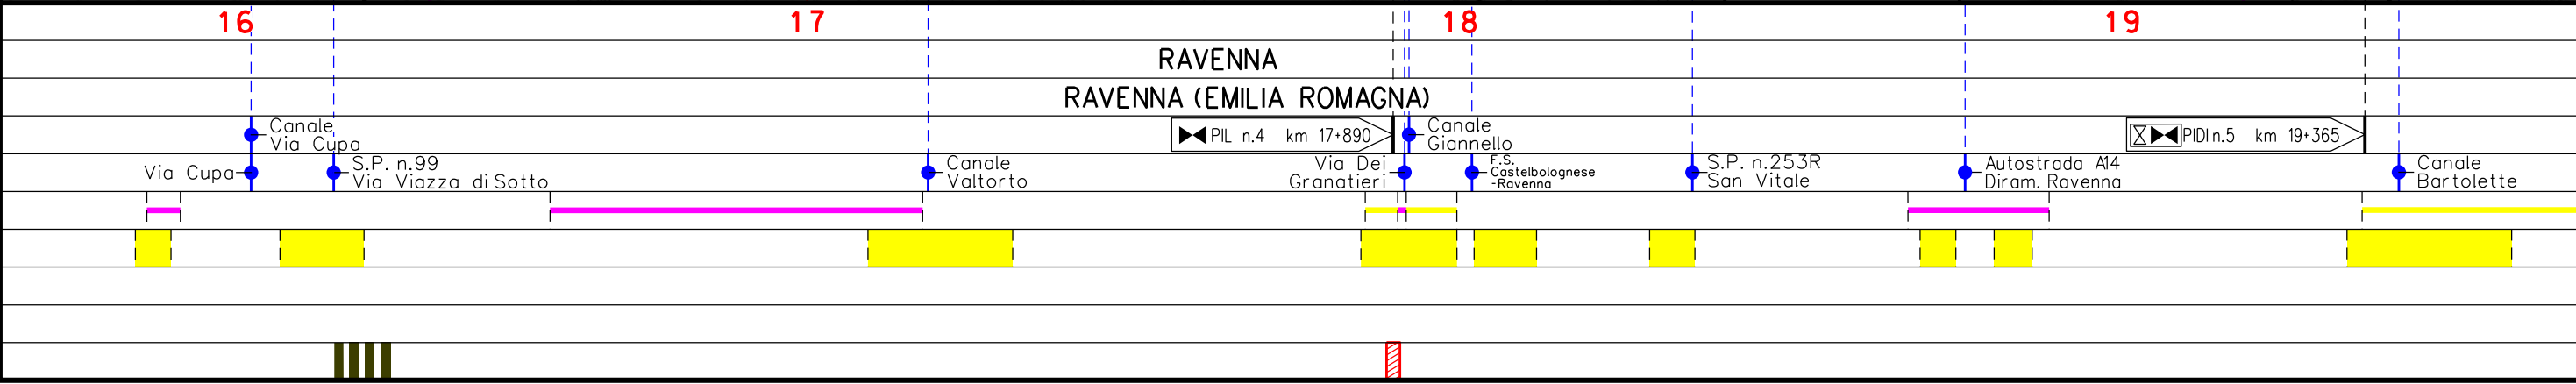 16 17 18 19
RAVENNA
RAVENNA (EMILIA ROMAGNA)
Canale
Via Cupa
PIL n.4 km 17+890
Canale
Giannello
PIDI n.5 km 19+365
Via Cupa
S.P. n.99
Via Viazza di Sotto
Canale
Valtorto
Via Dei
Granatieri
F.S.
Castelbolognese
-Ravenna
S.P. n.253R
San Vitale
Autostrada A14
Diram. Ravenna
Canale
Bartolette